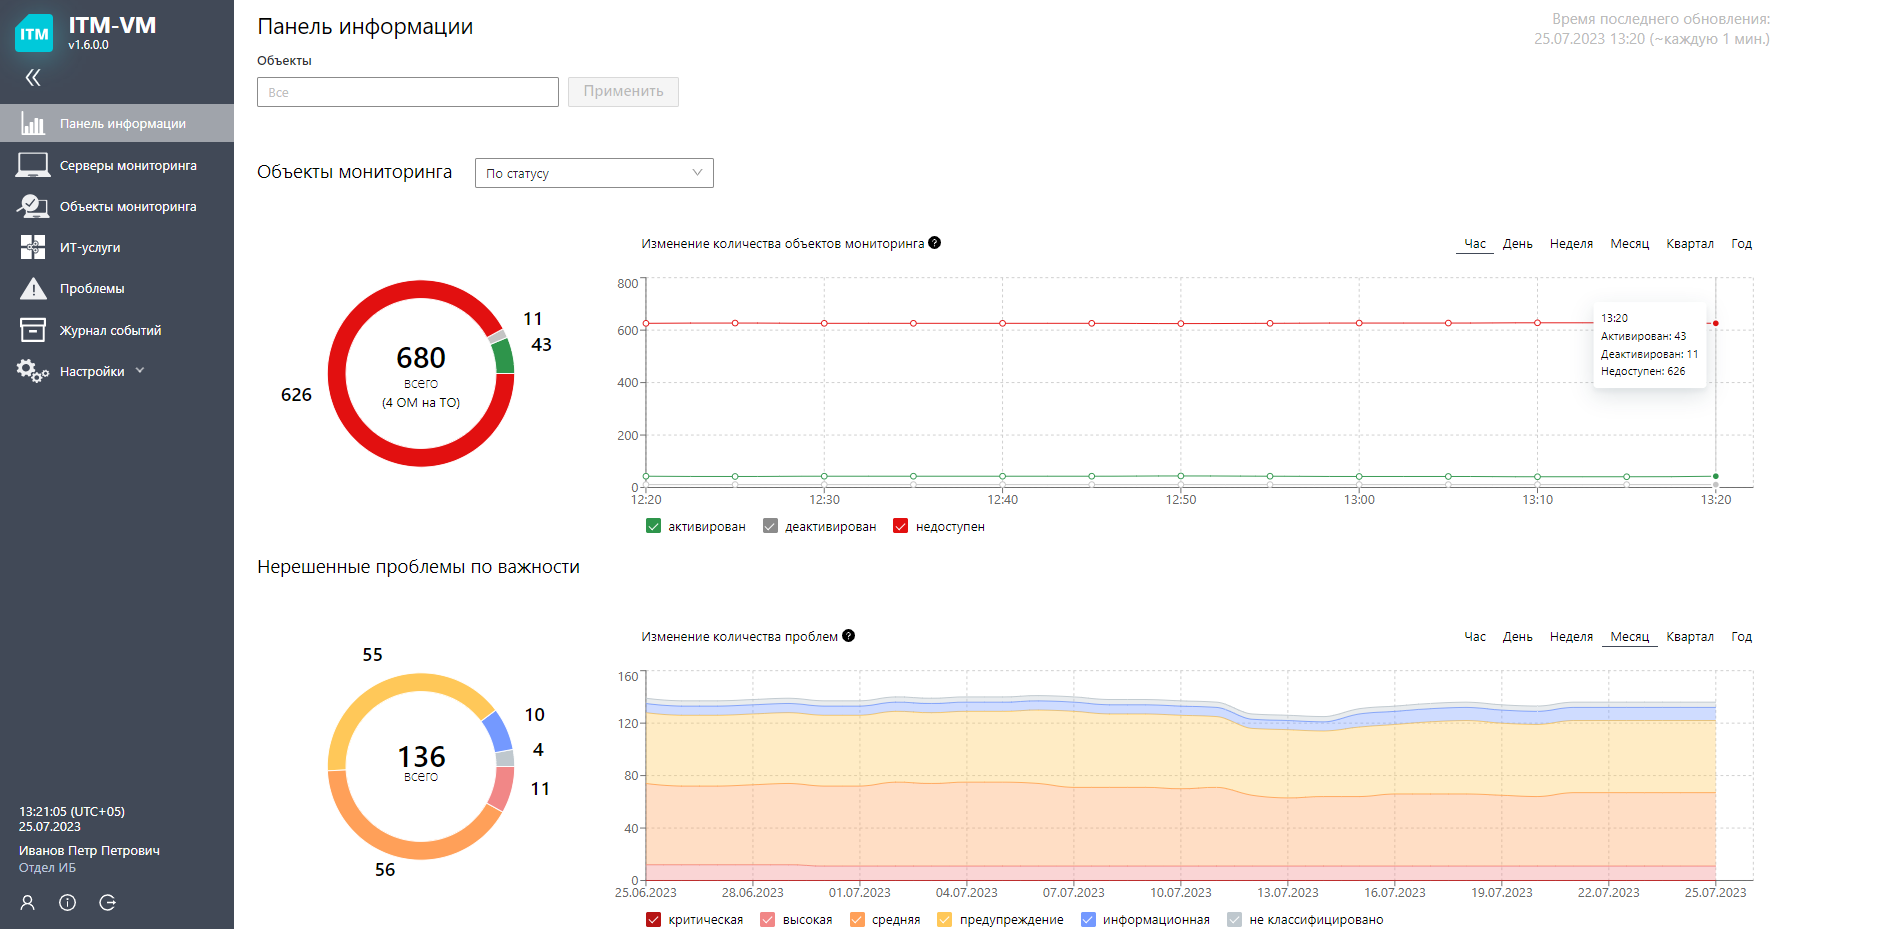 ITM
ITM-VM
v1.6.0.0
Панель информации
Серверы мониторинга
Объекты мониторинга
ИТ-услуги
Проблемы
Журнал событий
Настройки
13:21:05 (UTC+05)
25.07.2023
Иванов Петр Петрович
Отдел ИБ
Панель информации
Время последнего обновления:
25.07.2023 13:20 (~каждую 1 мин.)
Объекты
Все
Применить
Объекты мониторинга
По статусу
11
43
626
680
всего
(4 ОМ на ТО)
Изменение количества объектов мониторинга ?
Час День Неделя Месяц Квартал Год
800
600
400
200
0
13:20
Активирован: 43
Деактивирован: 11
Недоступен: 626
12:20 12:30 12:40 12:50 13:00 13:10 13:20
активирован деактивирован недоступен
Нерешенные проблемы по важности
55
10
4
11
56
136
всего
Изменение количества проблем ?
Час День Неделя Месяц Квартал Год
160
120
80
40
0
25.06.2023 28.06.2023 01.07.2023 04.07.2023 07.07.2023 10.07.2023 13.07.2023 16.07.2023 19.07.2023 22.07.2023 25.07.2023
критическая высокая средняя предупреждение информационная не классифицировано